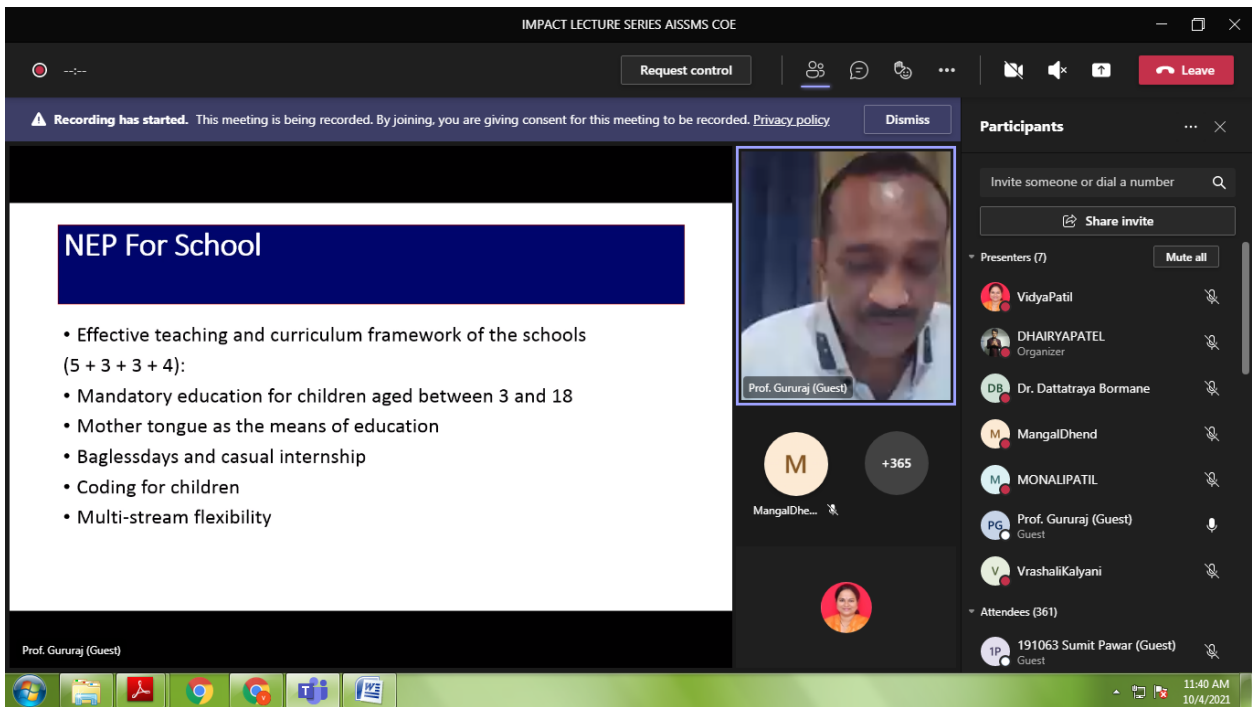 IMPACT LECTURE SERIES AISSMS COE
--:--
Request control
Leave
Recording has started. This meeting is being recorded. By joining, you are giving consent for this meeting to be recorded. Privacy policy
Dismiss
NEP For School
• Effective teaching and curriculum framework of the schools
(5 + 3 + 3 + 4):
• Mandatory education for children aged between 3 and 18
• Mother tongue as the means of education
• Baglessdays and casual internship
• Coding for children
• Multi-stream flexibility
Prof. Gururaj (Guest)
Prof. Gururaj (Guest)
M
+365
MangalDhe...
Participants
Invite someone or dial a number
Share invite
Presenters (7)
Mute all
VidyaPatil
DHAIRYAPATEL
Organizer
DB
Dr. Dattatraya Bormane
M
MangalDhend
M
MONALIPATIL
PG
Prof. Gururaj (Guest)
Guest
V
VrashaliKalyani
Attendees (361)
1P
191063 Sumit Pawar (Guest)
Guest
11:40 AM
10/4/2021